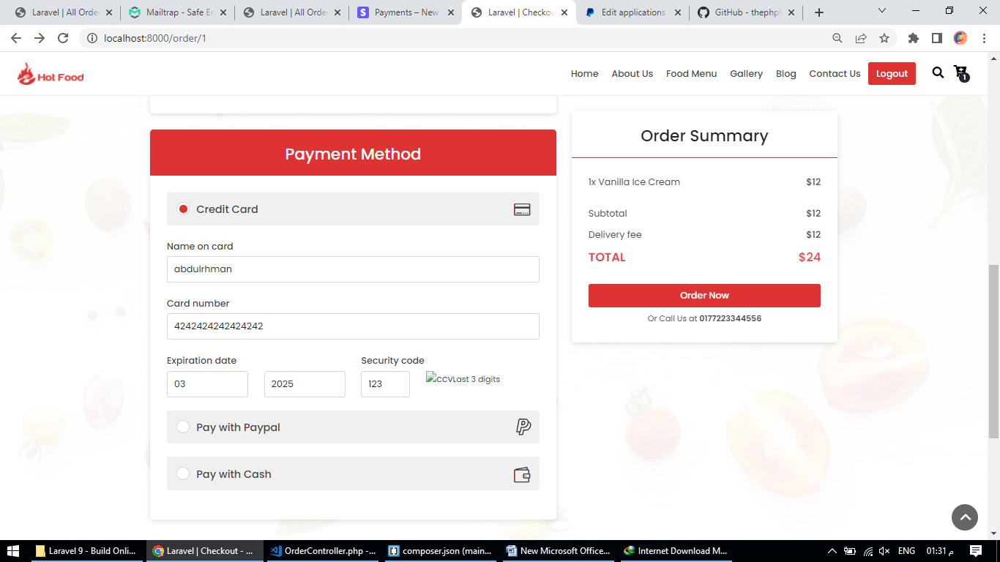 Laravel | All Order
Mailtrap - Safe Em
Laravel | All Order
Payments – New
Laravel | Checkou
Edit applications
GitHub - thephpl
localhost:8000/order/1
Hot Food
Home
About Us
Food Menu
Gallery
Blog
Contact Us
Logout
1
Payment Method
Credit Card
Name on card
abdulrhman
Card number
4242424242424242
Expiration date
Security code
03
2025
123
CCVLast 3 digits
Pay with Paypal
Pay with Cash
Order Summary
1x Vanilla Ice Cream $12
Subtotal $12
Delivery fee $12
TOTAL $24
Order Now
Or Call Us at 0177223344556
Laravel 9 - Build Onli...
Laravel | Checkout - ...
OrderController.php -...
composer.json (main...
New Microsoft Office...
Internet Download M...
ENG
01:31 م